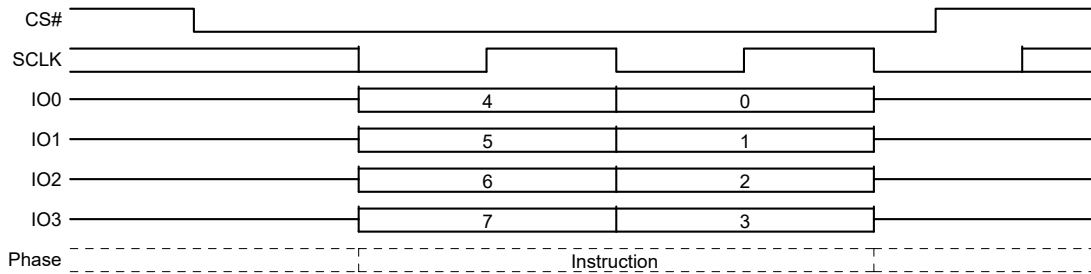 CS#
SCLK
IO0 4 0
IO1 5 1
IO2 6 2
IO3 7 3
Phase Instruction